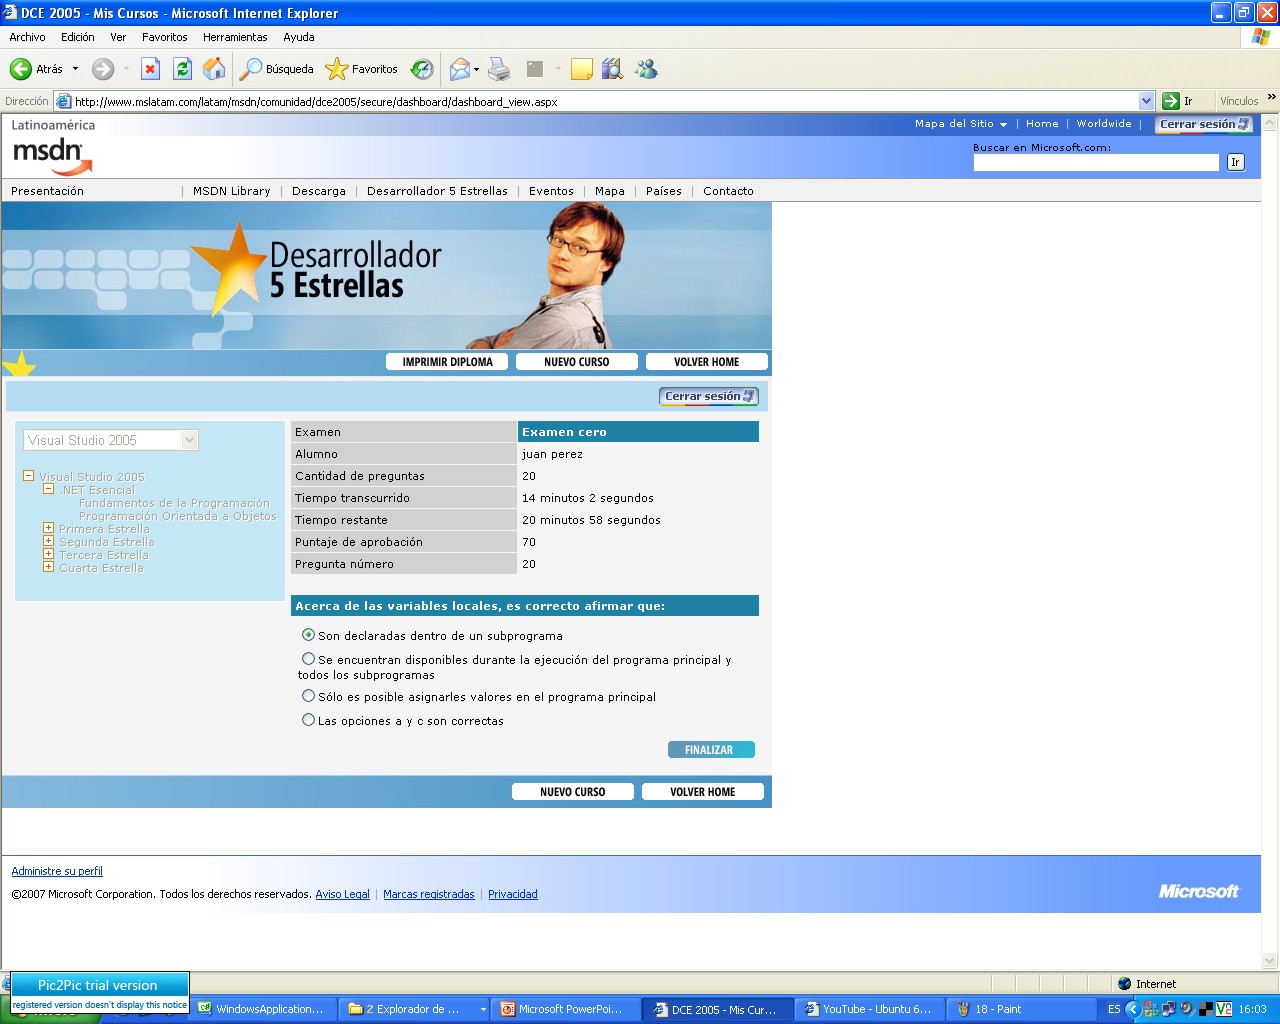 DCE 2005 - Mis Cursos - Microsoft Internet Explorer
Archivo Edición Ver Favoritos Herramientas Ayuda
Atrás Búsqueda Favoritos
Dirección http://www.mslatam.com/latam/msdn/comunidad/dce2005/secure/dashboard/dashboard_view.aspx Ir Vínculos »
Latinoamérica Mapa del Sitio | Home | Worldwide | Cerrar sesión
msdn
Buscar en Microsoft.com:
Ir
Presentación | MSDN Library | Descarga | Desarrollador 5 Estrellas | Eventos | Mapa | Países | Contacto
Desarrollador
5 Estrellas
IMPRIMIR DIPLOMA NUEVO CURSO VOLVER HOME
Cerrar sesión
Visual Studio 2005
Visual Studio 2005
.NET Esencial
Fundamentos de la Programación
Programación Orientada a Objetos
Primera Estrella
Segunda Estrella
Tercera Estrella
Cuarta Estrella
Examen Examen cero
Alumno juan perez
Cantidad de preguntas 20
Tiempo transcurrido 14 minutos 2 segundos
Tiempo restante 20 minutos 58 segundos
Puntaje de aprobación 70
Pregunta número 20
Acerca de las variables locales, es correcto afirmar que:
Son declaradas dentro de un subprograma
Se encuentran disponibles durante la ejecución del programa principal y
todos los subprogramas
Sólo es posible asignarles valores en el programa principal
Las opciones a y c son correctas
FINALIZAR
NUEVO CURSO VOLVER HOME
Administre su perfil
©2007 Microsoft Corporation. Todos los derechos reservados. Aviso Legal | Marcas registradas | Privacidad
Microsoft
Internet
Pic2Pic trial version
registered version doesn't display this notice
WindowsApplication... 2 Explorador de ... Microsoft PowerPoi... DCE 2005 - Mis Cur... YouTube - Ubuntu 6... 18 - Paint ES 16:03